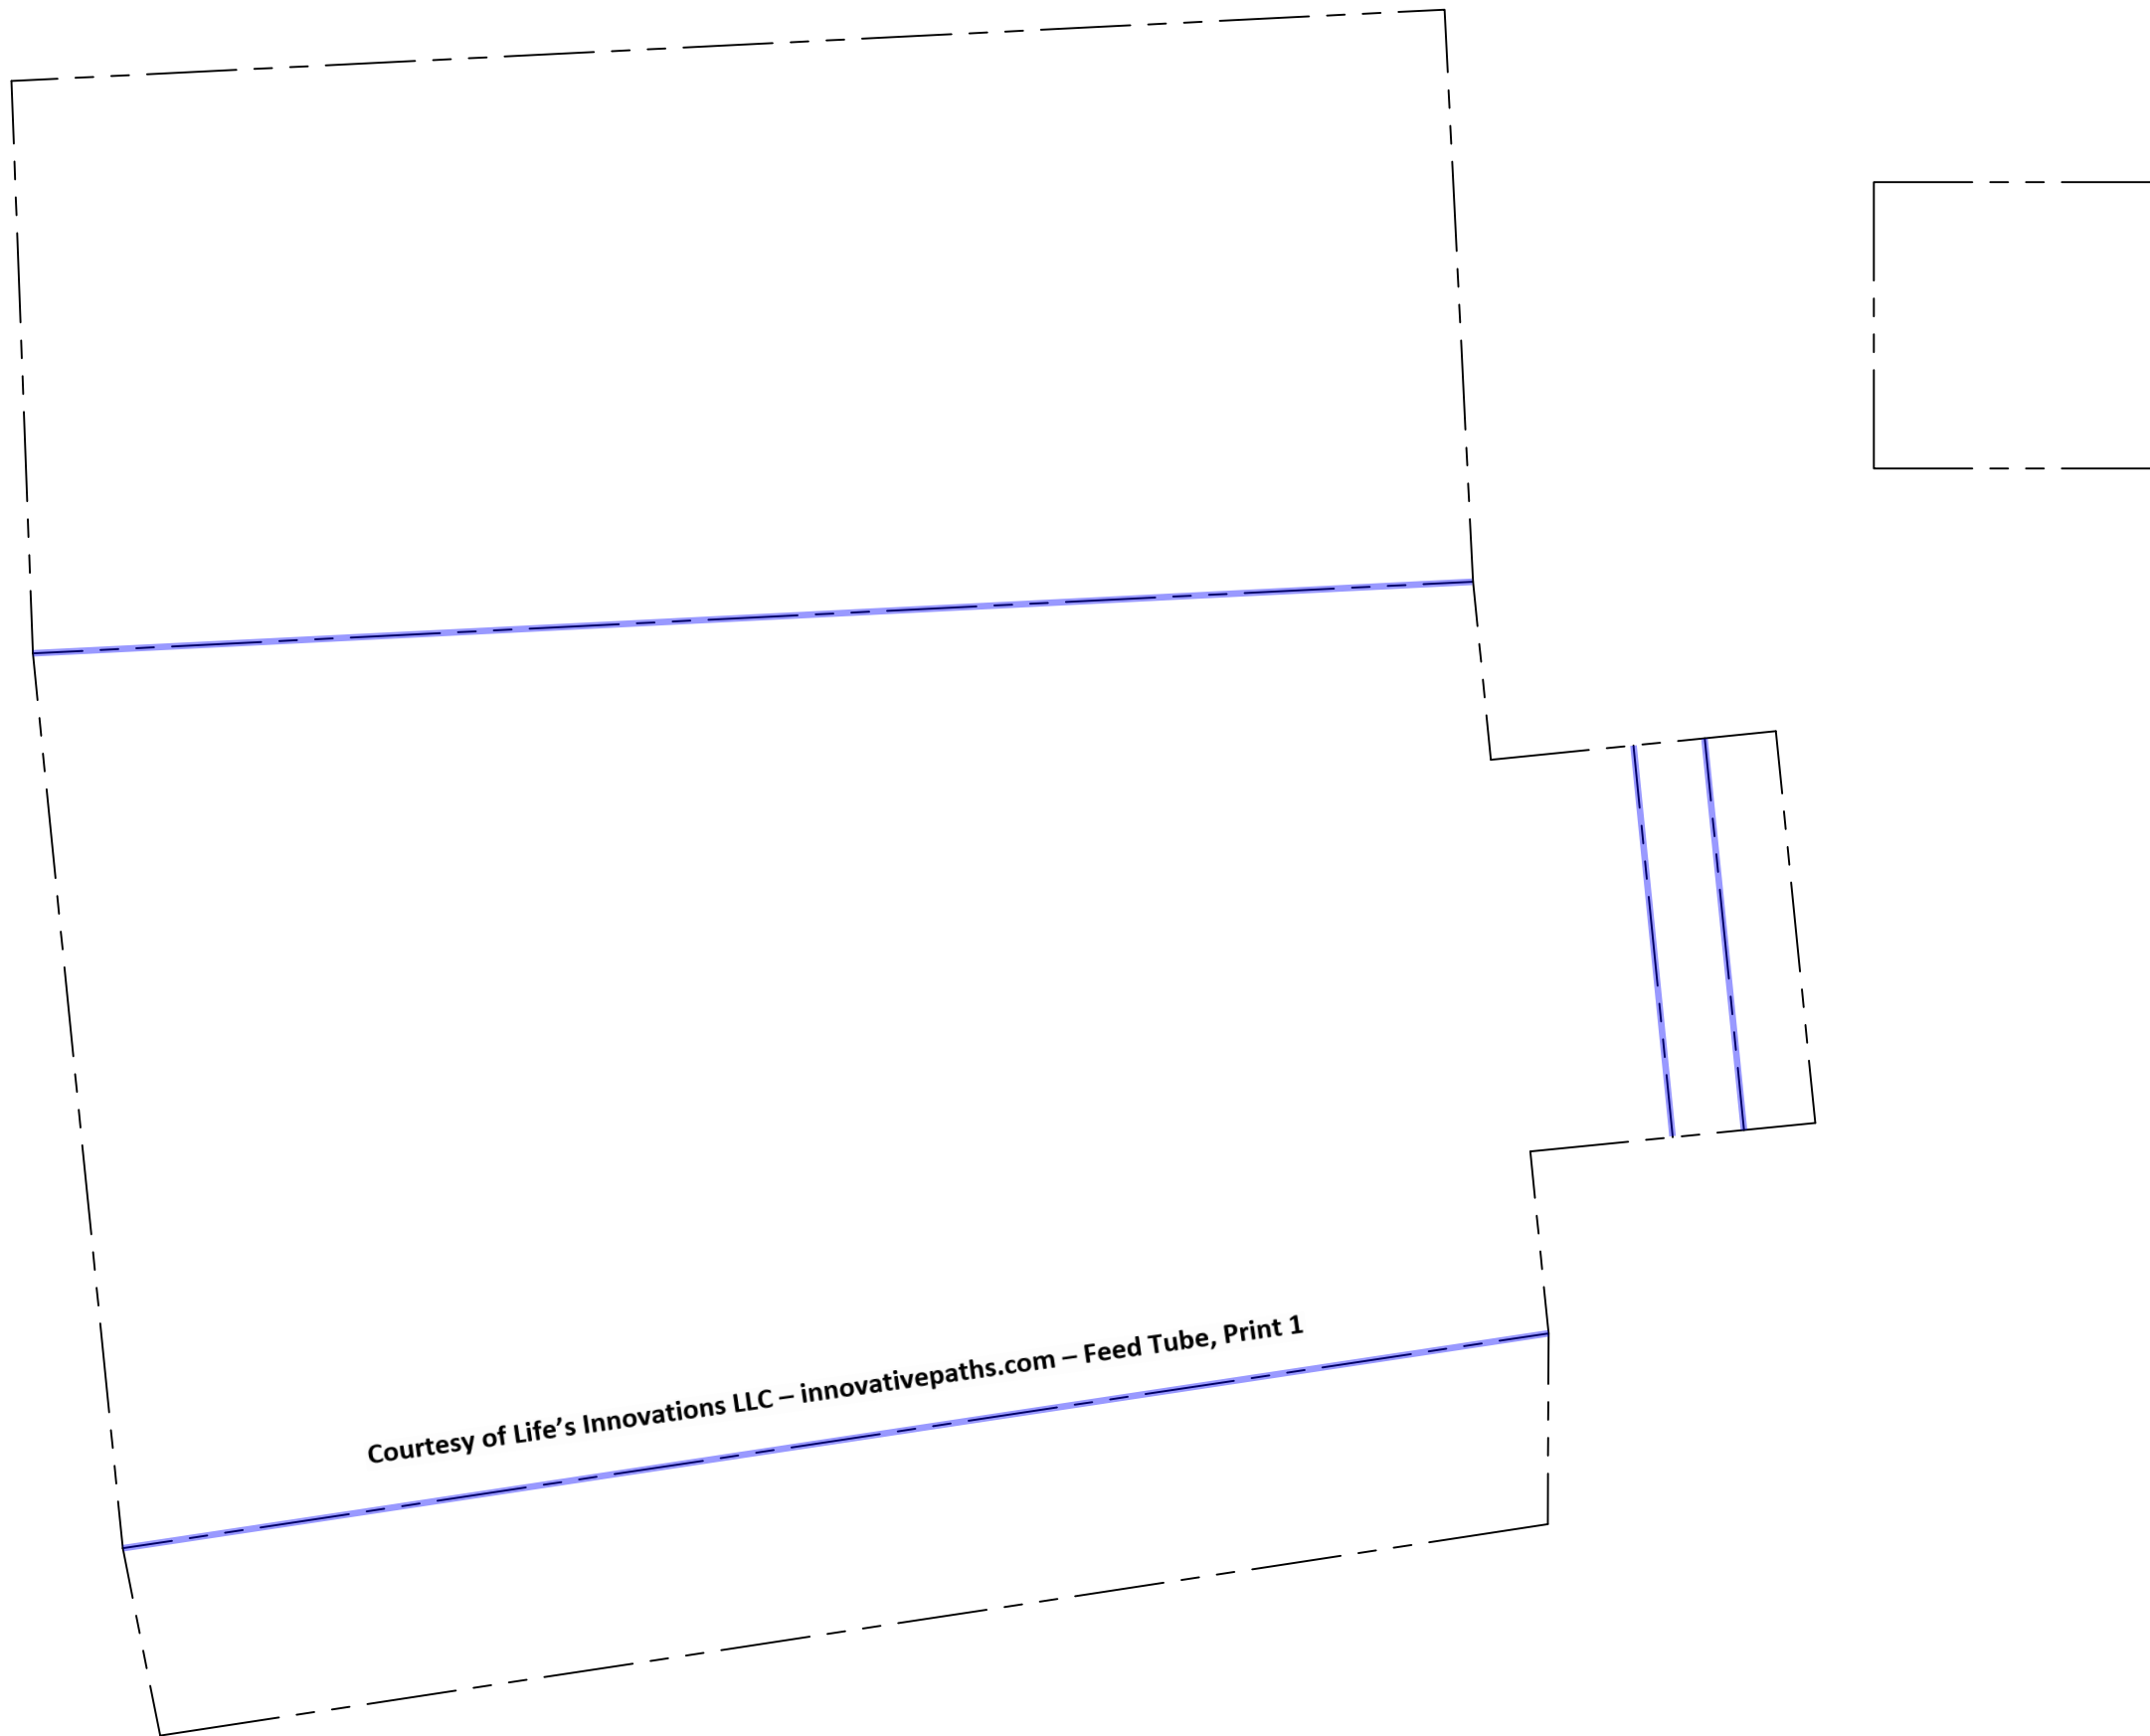 Courtesy of Life’s Innovations LLC – innovativepaths.com – Feed Tube, Print 1